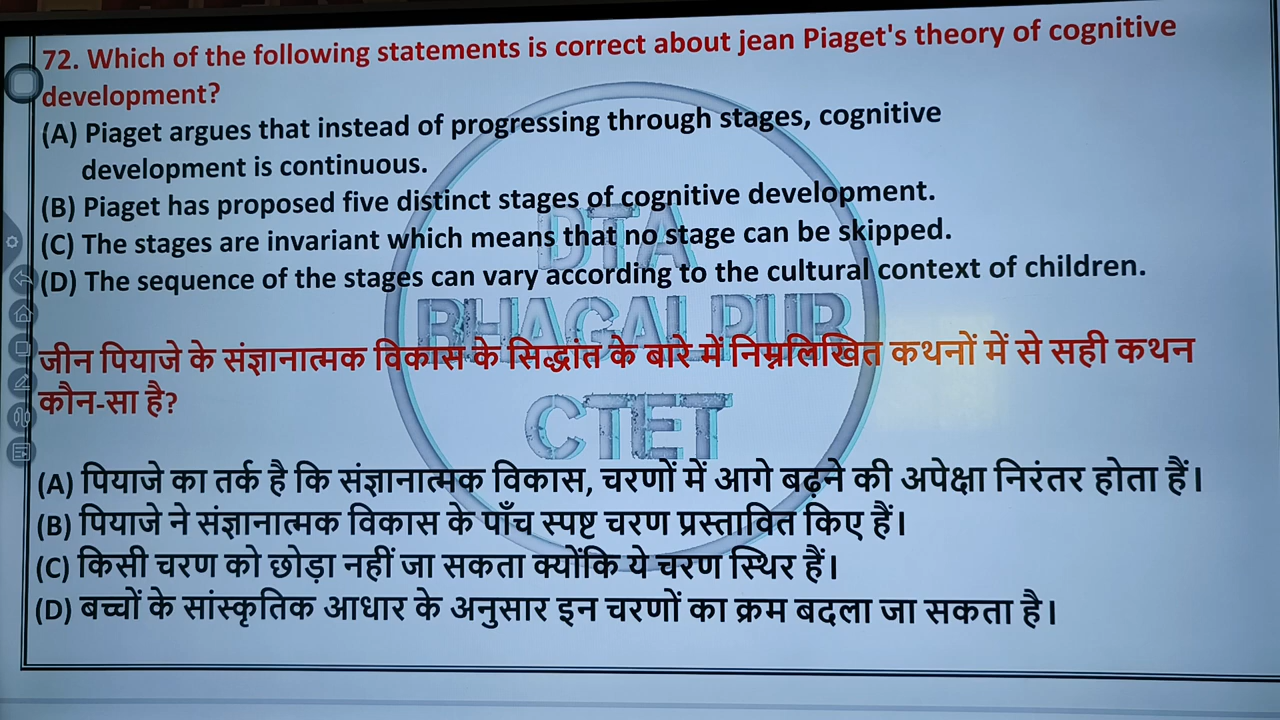 72. Which of the following statements is correct about jean Piaget's theory of cognitive
development?
(A) Piaget argues that instead of progressing through stages, cognitive
development is continuous.
(B) Piaget has proposed five distinct stages of cognitive development.
(C) The stages are invariant which means that no stage can be skipped.
(D) The sequence of the stages can vary according to the cultural context of children.
DTA
BHAGALPUR
CTET
जीन पियाजे के संज्ञानात्मक विकास के सिद्धांत के बारे में निम्नलिखित कथनों में से सही कथन
कौन-सा है?
(A) पियाजे का तर्क है कि संज्ञानात्मक विकास, चरणों में आगे बढ़ने की अपेक्षा निरंतर होता हैं।
(B) पियाजे ने संज्ञानात्मक विकास के पाँच स्पष्ट चरण प्रस्तावित किए हैं।
(C) किसी चरण को छोड़ा नहीं जा सकता क्योंकि ये चरण स्थिर हैं।
(D) बच्चों के सांस्कृतिक आधार के अनुसार इन चरणों का क्रम बदला जा सकता है।